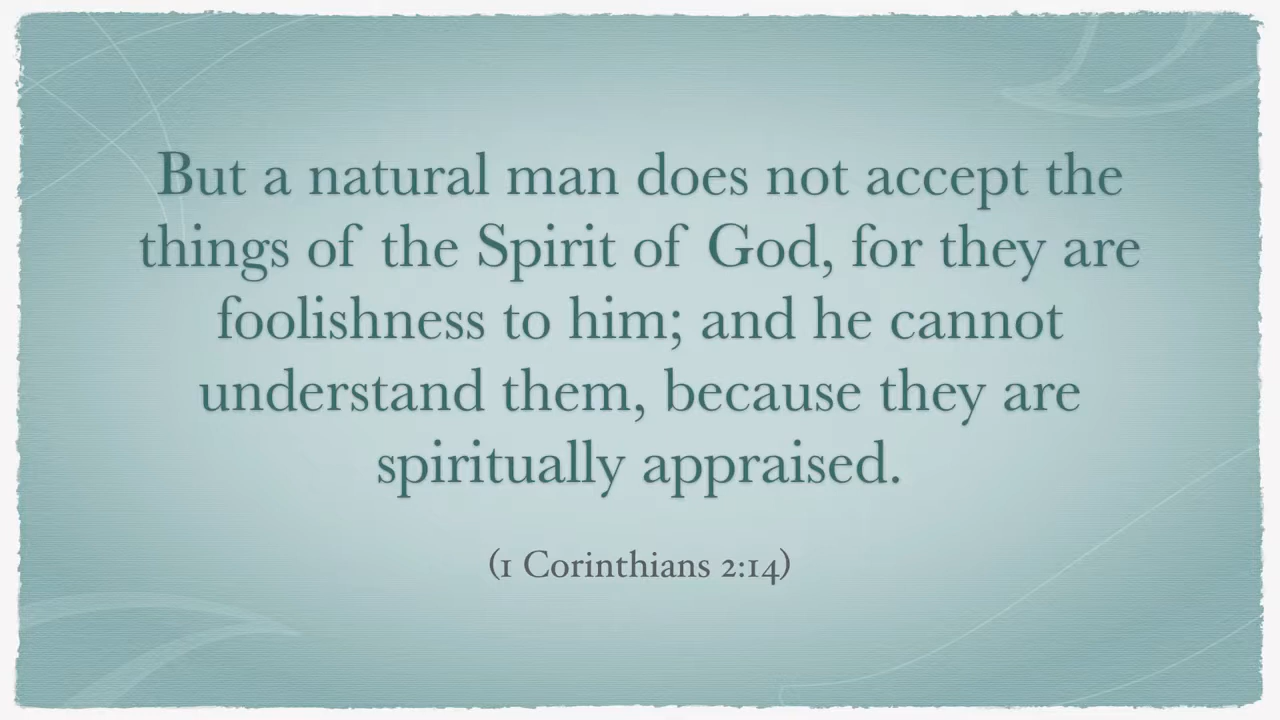 But a natural man does not accept the
things of the Spirit of God, for they are
foolishness to him; and he cannot
understand them, because they are
spiritually appraised.
(1 Corinthians 2:14)